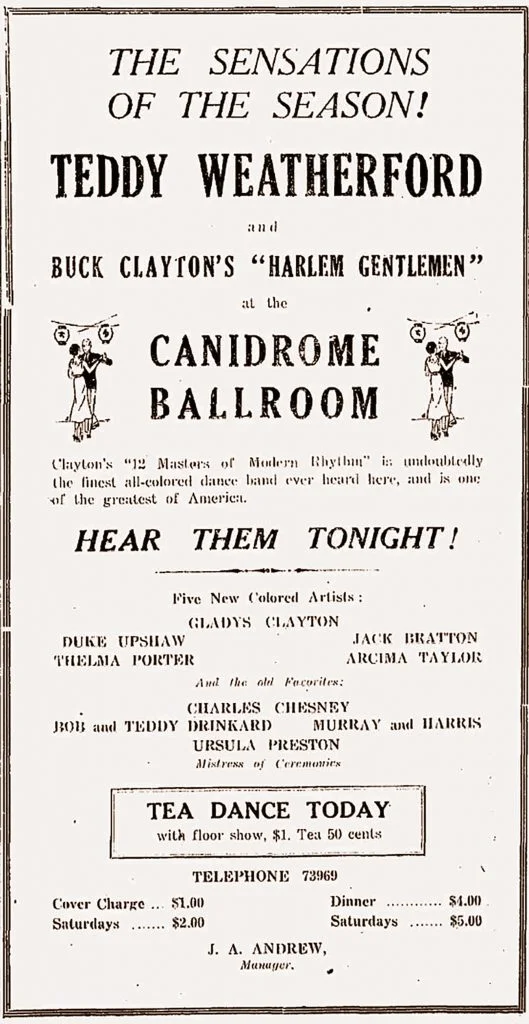 THE SENSATIONS
OF THE SEASON!
TEDDY WEATHERFORD
and
BUCK CLAYTON'S "HARLEM GENTLEMEN"
at the
CANIDROME
BALLROOM
Clayton's "12 Masters of Modern Rhythm" is undoubtedly
the finest all-colored dance band ever heard here, and is one
of the greatest of America.
HEAR THEM TONIGHT!
Five New Colored Artists:
GLADYS CLAYTON
DUKE UPSHAW JACK BRATTON
THELMA PORTER ARCIMA TAYLOR
And the old Favorites:
CHARLES CHESNEY
BOB and TEDDY DRINKARD MURRAY and HARRIS
URSULA PRESTON
Mistress of Ceremonies
TEA DANCE TODAY
with floor show, $1. Tea 50 cents
TELEPHONE 73969
Cover Charge ... $1.00 Dinner ............ $4.00
Saturdays ....... $2.00 Saturdays ....... $5.00
J. A. ANDREW,
Manager.